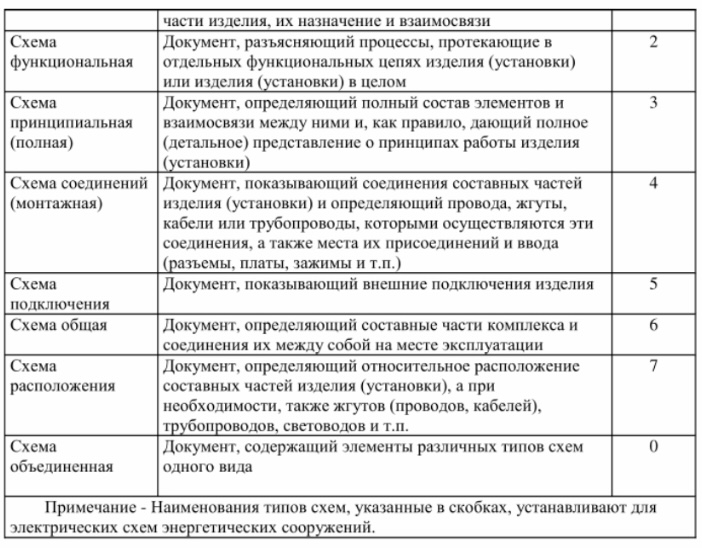 части изделия, их назначение и взаимосвязи
Схема функциональная
Документ, разъясняющий процессы, протекающие в
отдельных функциональных цепях изделия (установки)
или изделия (установки) в целом
2
Схема принципиальная (полная)
Документ, определяющий полный состав элементов и
взаимосвязи между ними и, как правило, дающий полное
(детальное) представление о принципах работы изделия
(установки)
3
Схема соединений
(монтажная)
Документ, показывающий соединения составных частей
изделия (установки) и определяющий провода, жгуты,
кабели или трубопроводы, которыми осуществляются эти
соединения, а также места их присоединений и ввода
(разъемы, платы, зажимы и т.п.)
4
Схема
подключения
Документ, показывающий внешние подключения изделия
5
Схема общая
Документ, определяющий составные части комплекса и
соединения их между собой на месте эксплуатации
6
Схема
расположения
Документ, определяющий относительное расположение
составных частей изделия (установки), а при
необходимости, также жгутов (проводов, кабелей),
трубопроводов, световодов и т.п.
7
Схема
объединенная
Документ, содержащий элементы различных типов схем
одного вида
0
Примечание - Наименования типов схем, указанные в скобках, устанавливают для
электрических схем энергетических сооружений.